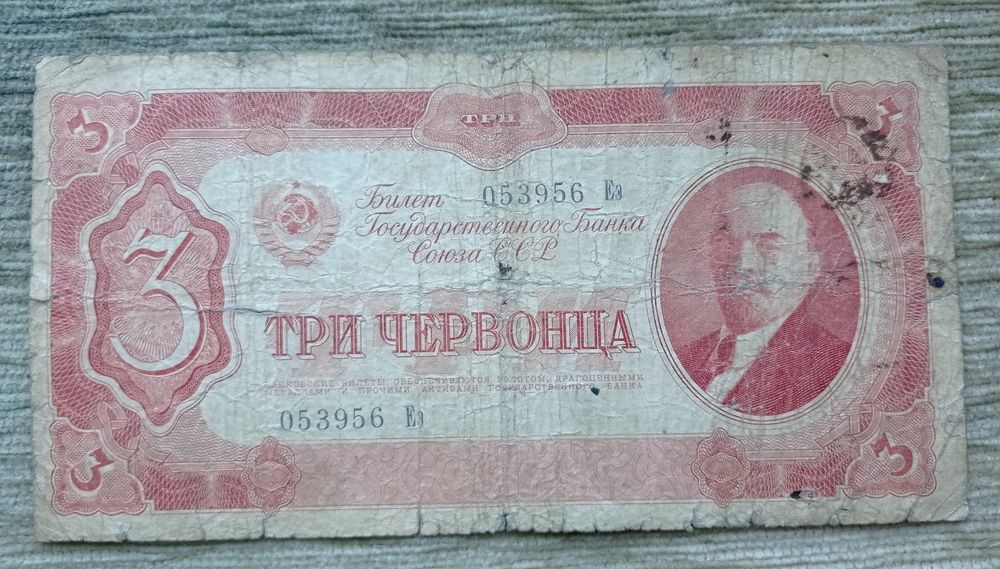 ТРИ
3
3
Билет 053956 Еэ
Государственного Банка
Союза ССР
3
ТРИ
ТРИ ЧЕРВОНЦА
БАНКОВСКИЕ БИЛЕТЫ ОБЕСПЕЧИВАЮТСЯ ЗОЛОТОМ, ДРАГОЦЕННЫМИ
МЕТАЛЛАМИ И ПРОЧИМИ АКТИВАМИ ГОСУДАРСТВЕННОГО БАНКА
053956 Еэ
3
3